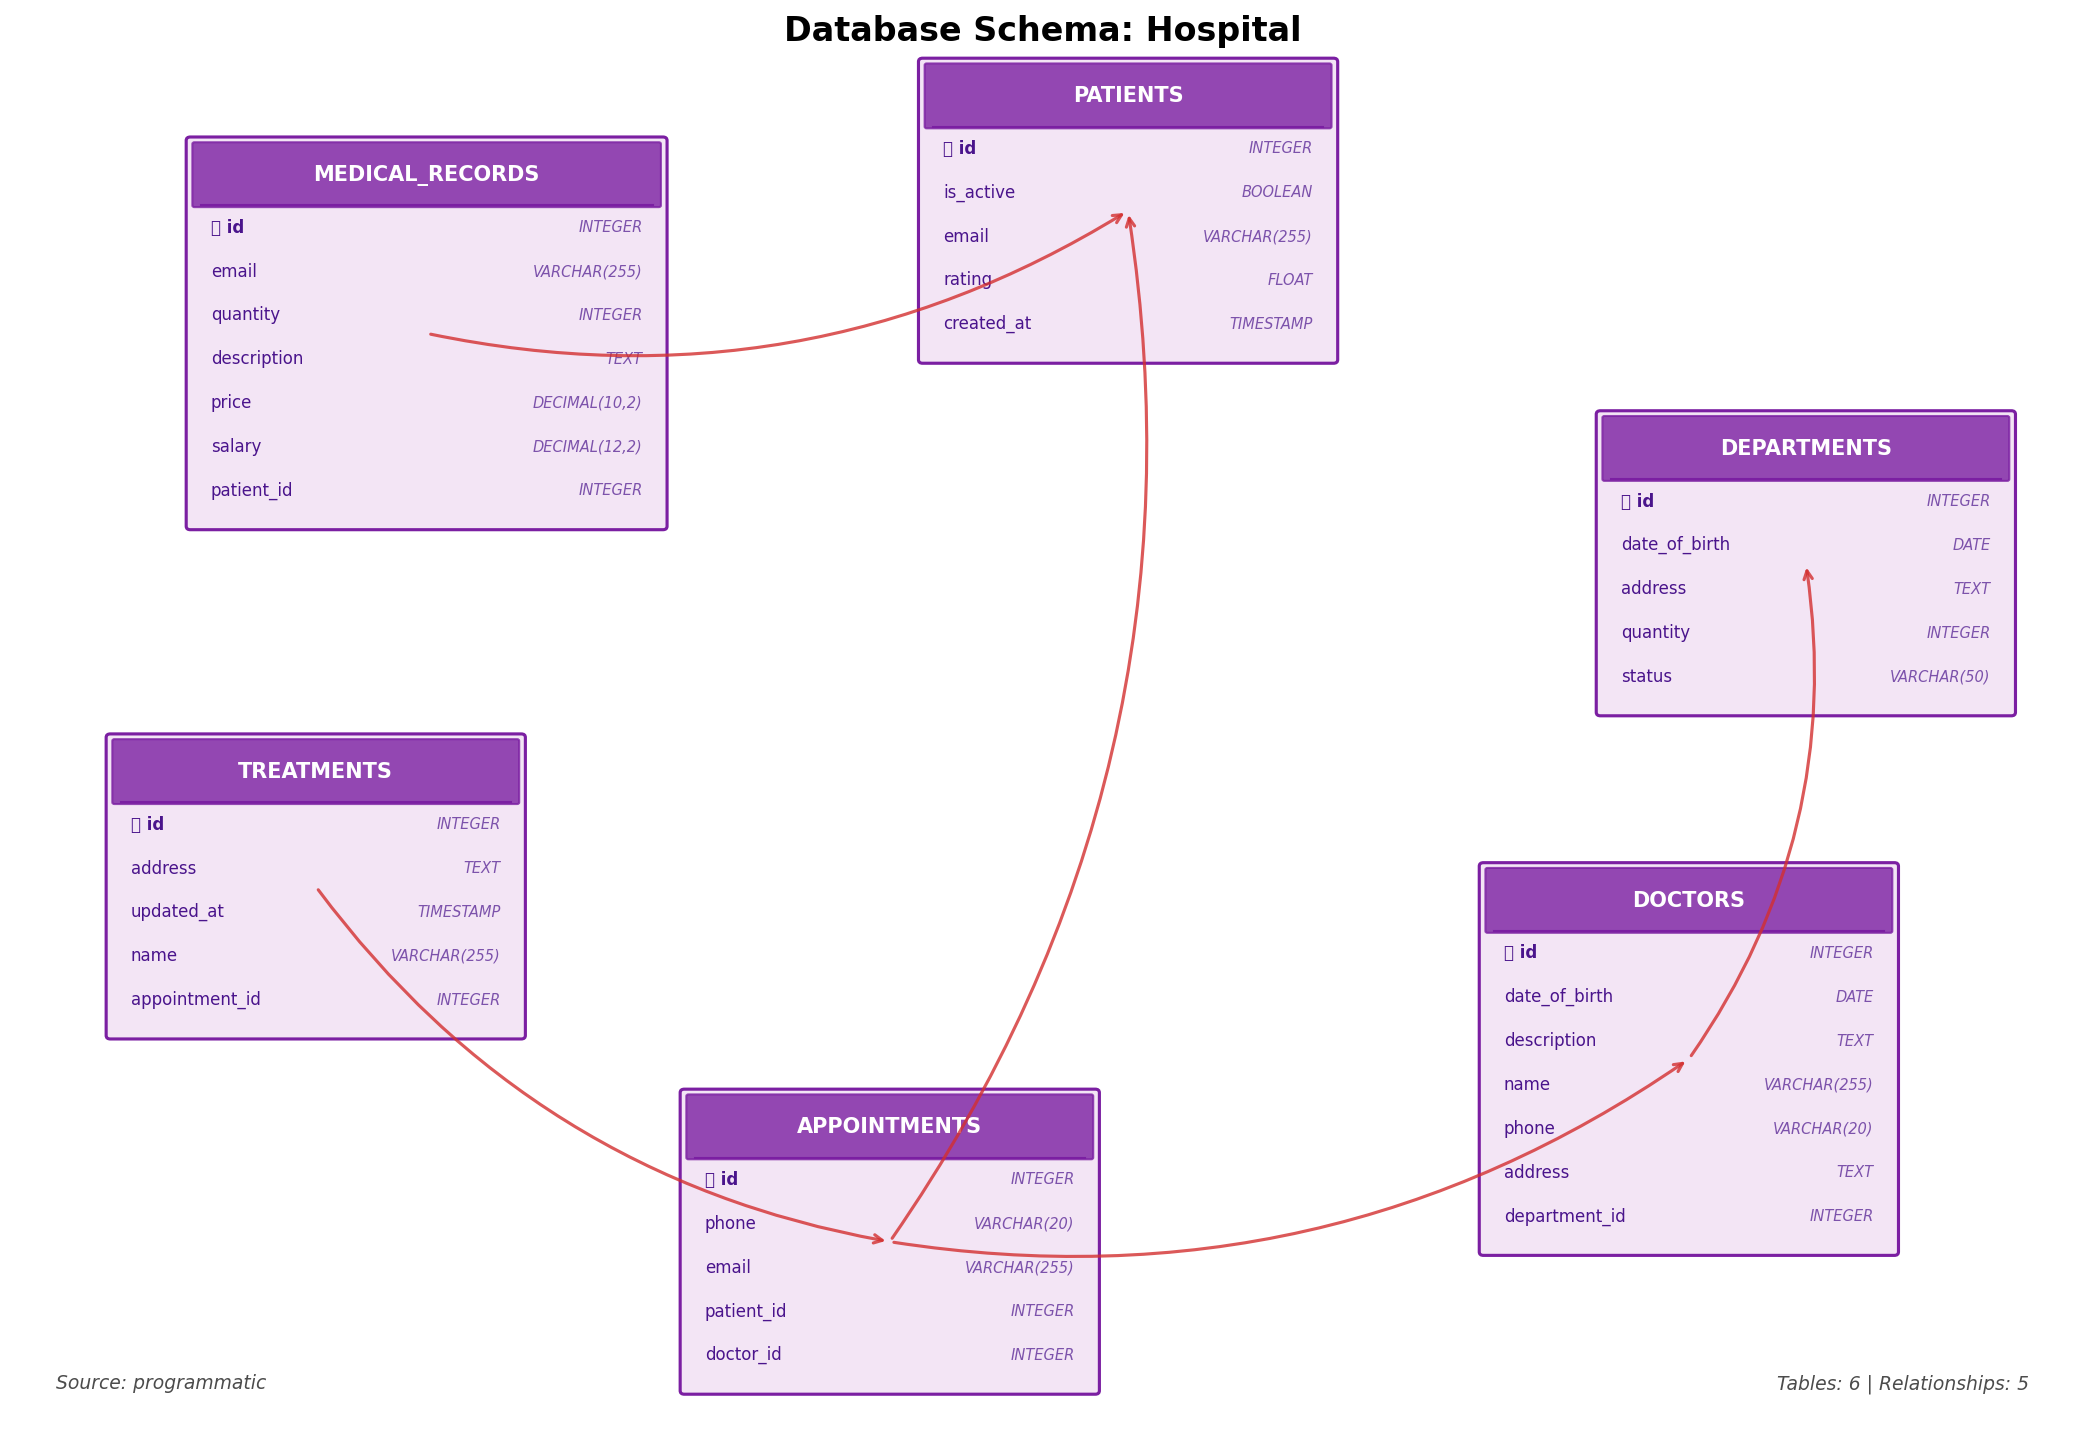 Database Schema: Hospital
PATIENTS
id INTEGER
is_active BOOLEAN
email VARCHAR(255)
rating FLOAT
created_at TIMESTAMP
MEDICAL_RECORDS
id INTEGER
email VARCHAR(255)
quantity INTEGER
description TEXT
price DECIMAL(10,2)
salary DECIMAL(12,2)
patient_id INTEGER
DEPARTMENTS
id INTEGER
date_of_birth DATE
address TEXT
quantity INTEGER
status VARCHAR(50)
TREATMENTS
id INTEGER
address TEXT
updated_at TIMESTAMP
name VARCHAR(255)
appointment_id INTEGER
DOCTORS
id INTEGER
date_of_birth DATE
description TEXT
name VARCHAR(255)
phone VARCHAR(20)
address TEXT
department_id INTEGER
APPOINTMENTS
id INTEGER
phone VARCHAR(20)
email VARCHAR(255)
patient_id INTEGER
doctor_id INTEGER
Source: programmatic
Tables: 6 | Relationships: 5